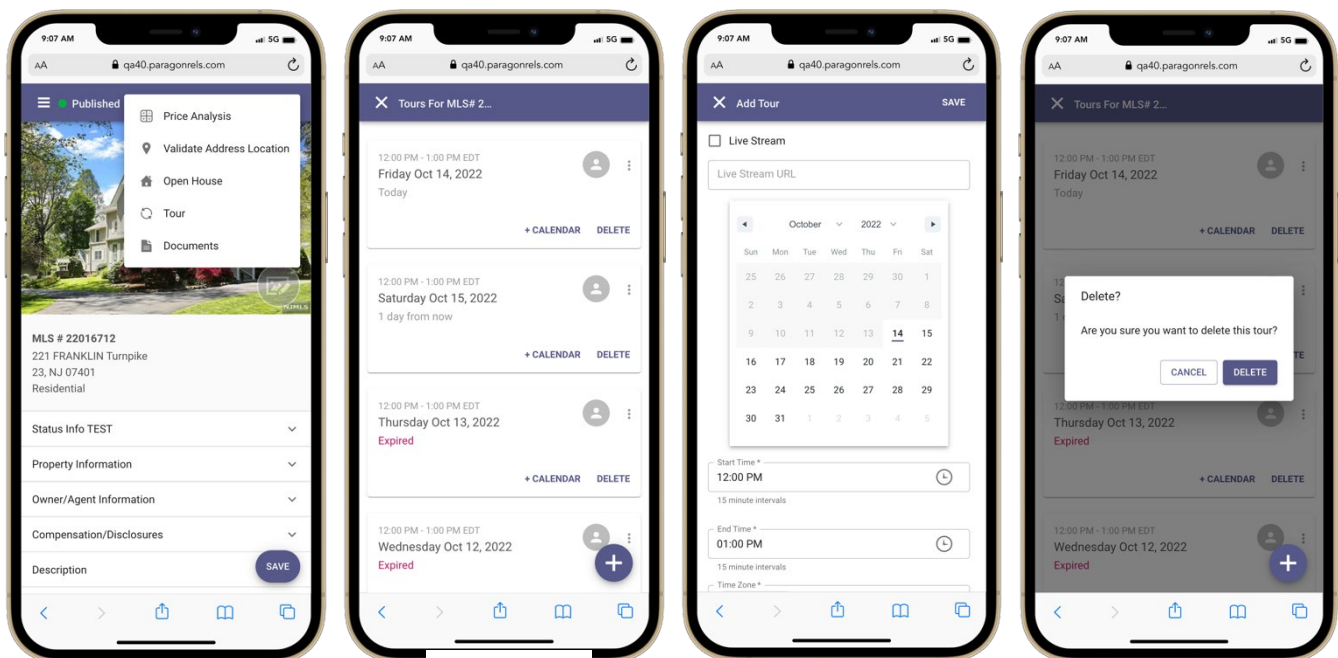 9:07 AM
5G
AA
qa40.paragonrels.com
Published
Price Analysis
Validate Address Location
Open House
Tour
Documents
NJMLS
MLS # 22016712
221 FRANKLIN Turnpike
23, NJ 07401
Residential
Status Info TEST
Property Information
Owner/Agent Information
Compensation/Disclosures
Description
SAVE
9:07 AM
5G
AA
qa40.paragonrels.com
Tours For MLS# 2...
12:00 PM - 1:00 PM EDT
Friday Oct 14, 2022
Today
+ CALENDAR DELETE
12:00 PM - 1:00 PM EDT
Saturday Oct 15, 2022
1 day from now
+ CALENDAR DELETE
12:00 PM - 1:00 PM EDT
Thursday Oct 13, 2022
Expired
+ CALENDAR DELETE
12:00 PM - 1:00 PM EDT
Wednesday Oct 12, 2022
Expired
+
9:07 AM
5G
AA
qa40.paragonrels.com
Add Tour SAVE
Live Stream
Live Stream URL
October 2022
Sun Mon Tue Wed Thu Fri Sat
25 26 27 28 29 30 1
2 3 4 5 6 7 8
9 10 11 12 13 14 15
16 17 18 19 20 21 22
23 24 25 26 27 28 29
30 31 1 2 3 4 5
Start Time *
12:00 PM
15 minute intervals
End Time *
01:00 PM
15 minute intervals
Time Zone *
9:07 AM
5G
AA
qa40.paragonrels.com
Tours For MLS# 2...
12:00 PM - 1:00 PM EDT
Friday Oct 14, 2022
Today
+ CALENDAR DELETE
12
Sa
1
Delete?
Are you sure you want to delete this tour?
CANCEL DELETE
TE
12:00 PM - 1:00 PM EDT
Thursday Oct 13, 2022
Expired
+ CALENDAR DELETE
12:00 PM - 1:00 PM EDT
Wednesday Oct 12, 2022
Expired
+